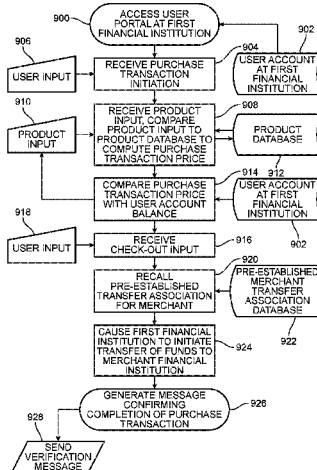 900
ACCESS USER
PORTAL AT FIRST
FINANCIAL INSTITUTION
902
906
904
USER INPUT
RECEIVE PURCHASE
TRANSACTION
INITIATION
USER ACCOUNT
AT FIRST
FINANCIAL
INSTITUTION
910
908
PRODUCT
INPUT
RECEIVE PRODUCT
INPUT, COMPARE
PRODUCT INPUT TO
PRODUCT DATABASE TO
COMPUTE PURCHASE
TRANSACTION PRICE
PRODUCT
DATABASE
912
914
COMPARE PURCHASE
TRANSACTION PRICE
WITH USER ACCOUNT
BALANCE
USER ACCOUNT
AT FIRST
FINANCIAL
INSTITUTION
902
918
USER INPUT
RECEIVE
CHECK-OUT INPUT
916
920
RECALL
PRE-ESTABLISHED
TRANSFER ASSOCIATION
FOR MERCHANT
PRE-ESTABLISHED
MERCHANT
TRANSFER
ASSOCIATION
DATABASE
922
CAUSE FIRST FINANCIAL
INSTITUTION TO INITIATE
TRANSFER OF FUNDS TO
MERCHANT FINANCIAL
INSTITUTION
924
GENERATE MESSAGE
CONFIRMING
COMPLETION OF PURCHASE
TRANSACTION
926
928
SEND
VERIFICATION
MESSAGE